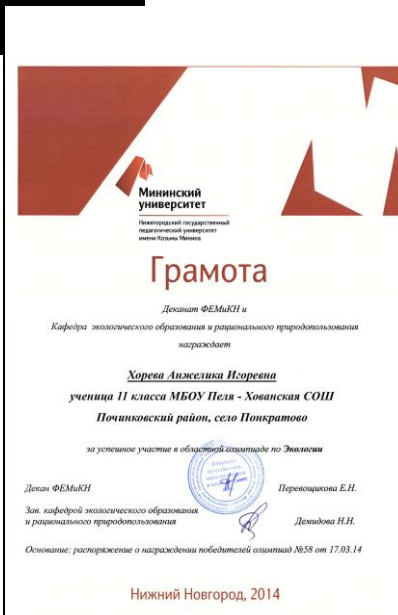 Мининский
университет
Нижегородский государственный
педагогический университет
имени Козьмы Минина
Грамота
Деканат ФЕМиКН и
Кафедра экологического образования и рационального природопользования
награждает
Хорева Анжелика Игоревна
ученица 11 класса МБОУ Пеля - Хованская СОШ
Починковский район, село Понкратово
за успешное участие в областной олимпиаде по Экологии
Декан ФЕМиКН Перевощикова Е.Н.
Зав. кафедрой экологического образования
и рационального природопользования Демидова Н.Н.
Основание: распоряжение о награждении победителей олимпиад №58 от 17.03.14
Нижний Новгород, 2014